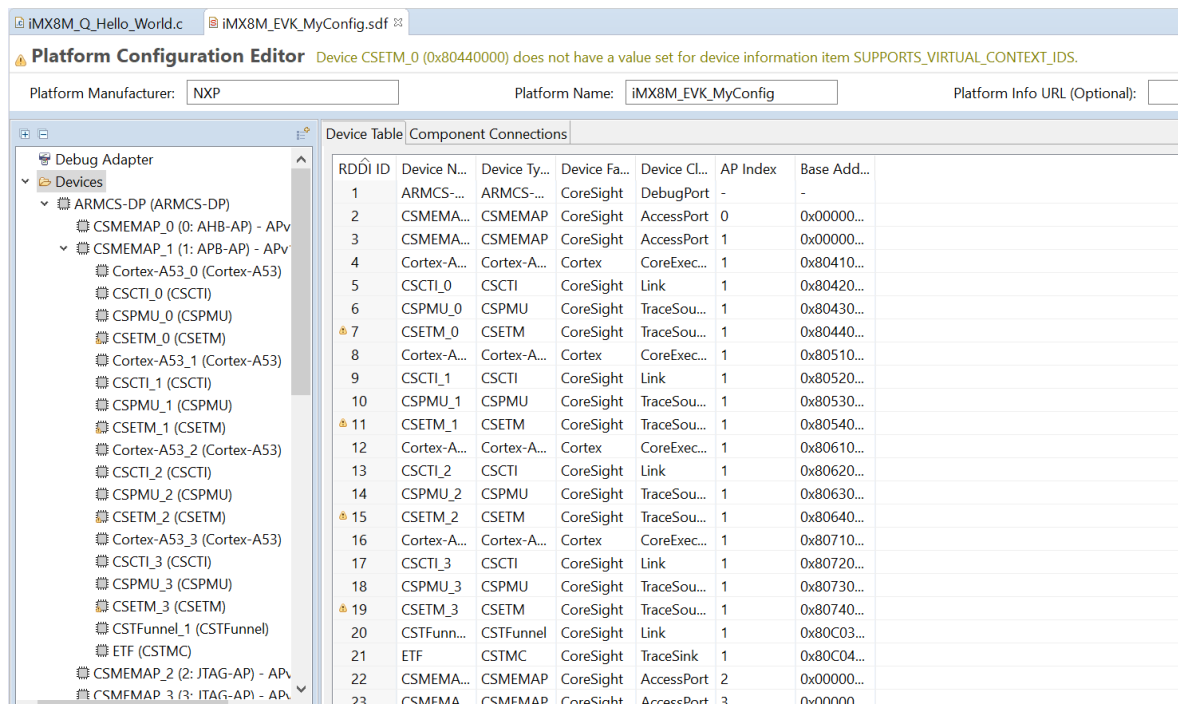 iMX8M_Q_Hello_World.c iMX8M_EVK_MyConfig.sdf
Platform Configuration Editor Device CSETM_0 (0x80440000) does not have a value set for device information item SUPPORTS_VIRTUAL_CONTEXT_IDS.
Platform Manufacturer: NXP Platform Name: iMX8M_EVK_MyConfig Platform Info URL (Optional):
Debug Adapter
Devices
ARMCS-DP (ARMCS-DP)
CSMEMAP_0 (0: AHB-AP) - APv
CSMEMAP_1 (1: APB-AP) - APv
Cortex-A53_0 (Cortex-A53)
CSCTI_0 (CSCTI)
CSPMU_0 (CSPMU)
CSETM_0 (CSETM)
Cortex-A53_1 (Cortex-A53)
CSCTI_1 (CSCTI)
CSPMU_1 (CSPMU)
CSETM_1 (CSETM)
Cortex-A53_2 (Cortex-A53)
CSCTI_2 (CSCTI)
CSPMU_2 (CSPMU)
CSETM_2 (CSETM)
Cortex-A53_3 (Cortex-A53)
CSCTI_3 (CSCTI)
CSPMU_3 (CSPMU)
CSETM_3 (CSETM)
CSTFunnel_1 (CSTFunnel)
ETF (CSTMC)
CSMEMAP_2 (2: JTAG-AP) - APv
CSMEMAP_3 (3: JTAG-AP) - APv
Device Table Component Connections
RDDI ID Device N... Device Ty... Device Fa... Device Cl... AP Index Base Add...
1 ARMCS-... ARMCS-... CoreSight DebugPort - -
2 CSMEMA... CSMEMAP CoreSight AccessPort 0 0x00000...
3 CSMEMA... CSMEMAP CoreSight AccessPort 1 0x00000...
4 Cortex-A... Cortex-A... Cortex CoreExec... 1 0x80410...
5 CSCTI_0 CSCTI CoreSight Link 1 0x80420...
6 CSPMU_0 CSPMU CoreSight TraceSou... 1 0x80430...
7 CSETM_0 CSETM CoreSight TraceSou... 1 0x80440...
8 Cortex-A... Cortex-A... Cortex CoreExec... 1 0x80510...
9 CSCTI_1 CSCTI CoreSight Link 1 0x80520...
10 CSPMU_1 CSPMU CoreSight TraceSou... 1 0x80530...
11 CSETM_1 CSETM CoreSight TraceSou... 1 0x80540...
12 Cortex-A... Cortex-A... Cortex CoreExec... 1 0x80610...
13 CSCTI_2 CSCTI CoreSight Link 1 0x80620...
14 CSPMU_2 CSPMU CoreSight TraceSou... 1 0x80630...
15 CSETM_2 CSETM CoreSight TraceSou... 1 0x80640...
16 Cortex-A... Cortex-A... Cortex CoreExec... 1 0x80710...
17 CSCTI_3 CSCTI CoreSight Link 1 0x80720...
18 CSPMU_3 CSPMU CoreSight TraceSou... 1 0x80730...
19 CSETM_3 CSETM CoreSight TraceSou... 1 0x80740...
20 CSTFunn... CSTFunnel CoreSight Link 1 0x80C03...
21 ETF CSTMC CoreSight TraceSink 1 0x80C04...
22 CSMEMA... CSMEMAP CoreSight AccessPort 2 0x00000...
23 CSMEMA... CSMEMAP CoreSight AccessPort 3 0x00000...